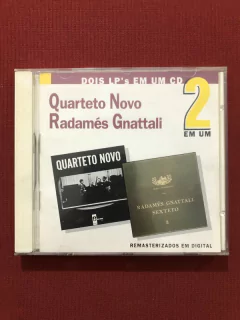 DOIS LP's EM UM CD
Quarteto Novo
Radamés Gnattali
2
EM UM
QUARTETO NOVO
RADAMÉS GNATTALI
SEXTETO
REMASTERIZADOS EM DIGITAL